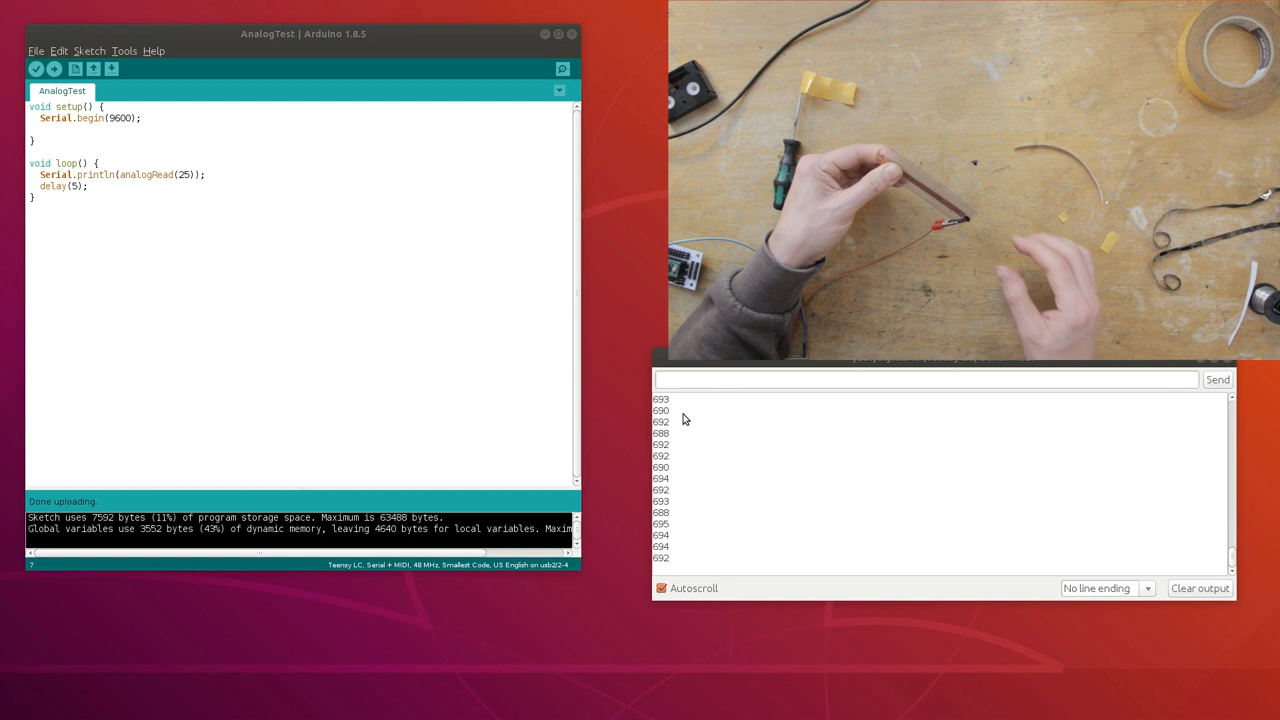 AnalogTest | Arduino 1.8.5
File Edit Sketch Tools Help
AnalogTest
void setup() {
Serial.begin(9600);
}
void loop() {
Serial.println(analogRead(25));
delay(5);
}
Done uploading.
Sketch uses 7592 bytes (11%) of program storage space. Maximum is 63488 bytes.
Global variables use 3552 bytes (43%) of dynamic memory, leaving 4640 bytes for local variables. Maxim
7 Teensy LC, Serial + MIDI, 48 MHz, Smallest Code, US English on usb2/2-4
Send
693
690
692
688
692
692
690
694
692
693
688
695
694
694
692
Autoscroll No line ending Clear output